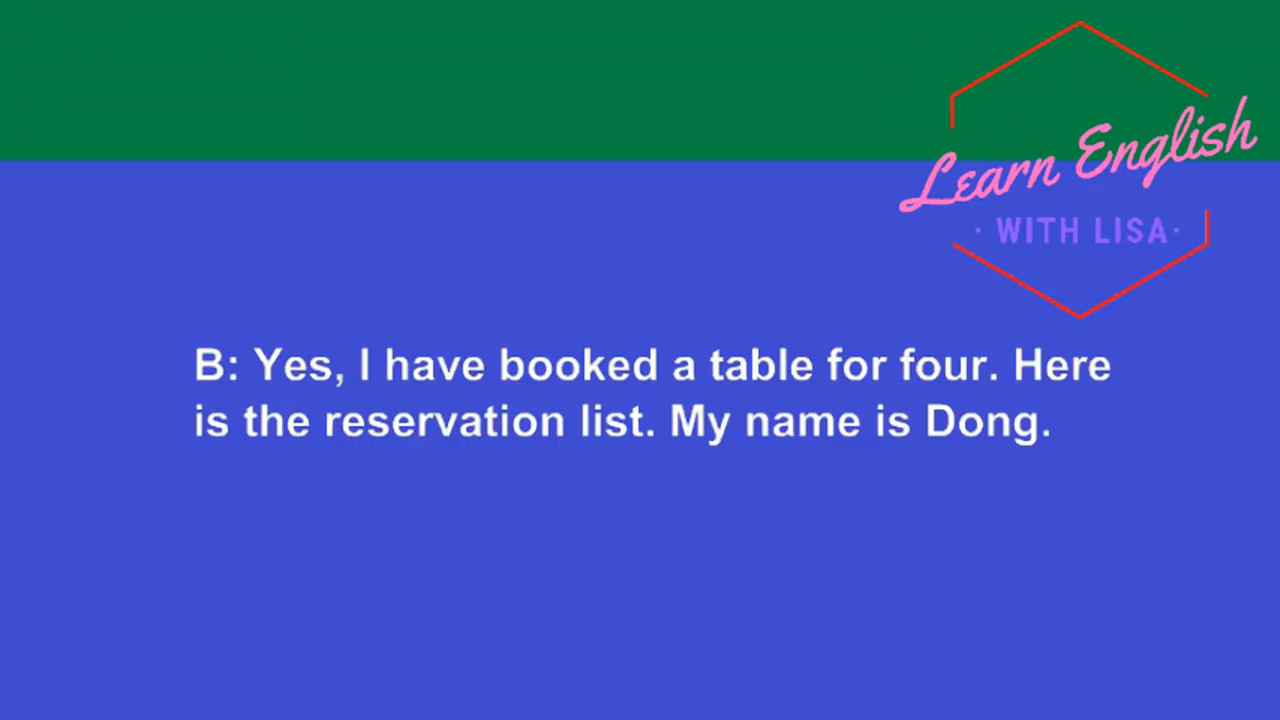 Learn English
· WITH LISA·
B: Yes, I have booked a table for four. Here
is the reservation list. My name is Dong.